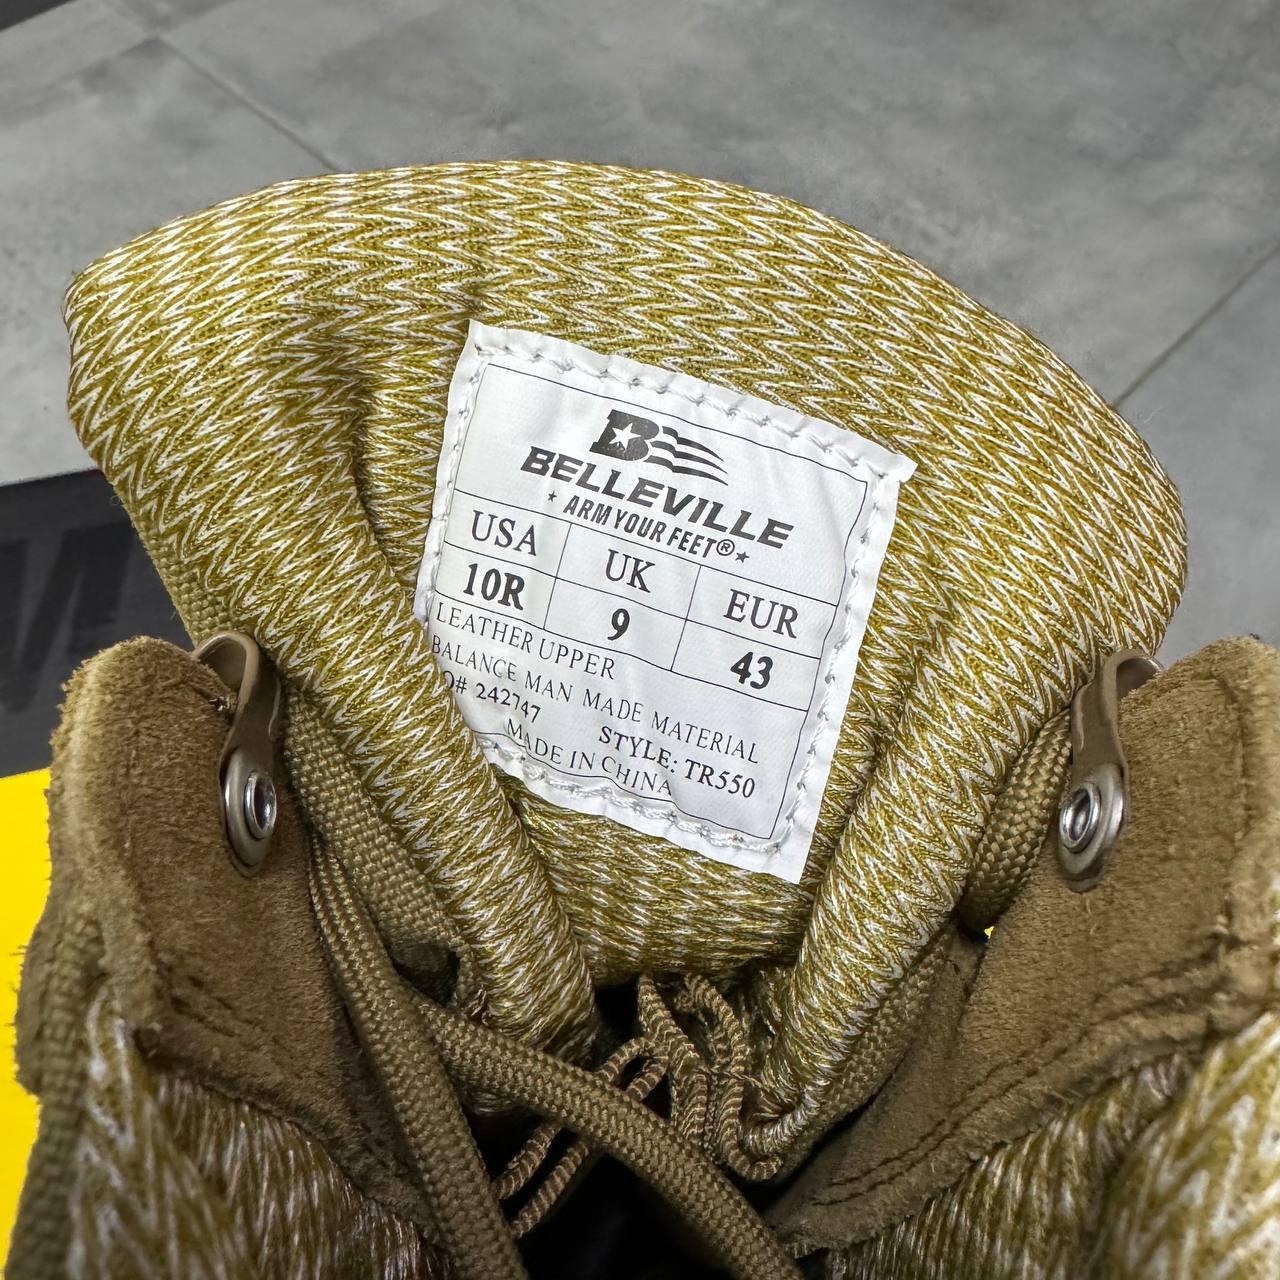 BELLEVILLE
ARM YOUR FEET®
USA UK EUR
10R 9 43
LEATHER UPPER
BALANCE MAN MADE MATERIAL
O# 242747
STYLE: TR550
MADE IN CHINA